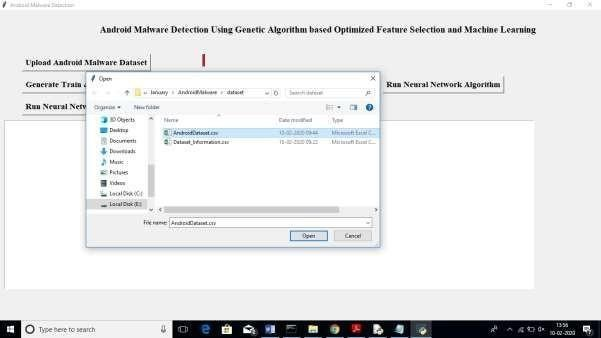 Android Malware Detection
Android Malware Detection Using Genetic Algorithm based Optimized Feature Selection and Machine Learning
Upload Android Malware Dataset
Generate Train
Run Neural Network Algorithm
Run Neural Netw
Open
January > AndroidMalware > dataset
Search dataset
Organize
New folder
Name Date modified Type
3D Objects
Desktop
Documents
Downloads
Music
Pictures
Videos
Local Disk (C:)
Local Disk (E:)
AndroidDataset.csv 10-02-2020 09:44 Microsoft Excel C...
Dataset_Information.csv 10-02-2020 09:22 Microsoft Excel C...
File name: AndroidDataset.csv
Open Cancel
Type here to search
13:56
10-02-2020